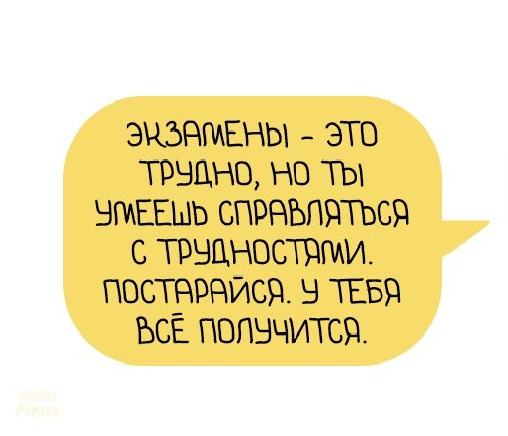 ЭКЗАМЕНЫ - ЭТО
ТРУДНО, НО ТЫ
УМЕЕШЬ СПРАВЛЯТЬСЯ
С ТРУДНОСТЯМИ.
ПОСТАРАЙСЯ. У ТЕБЯ
ВСЁ ПОЛУЧИТСЯ.